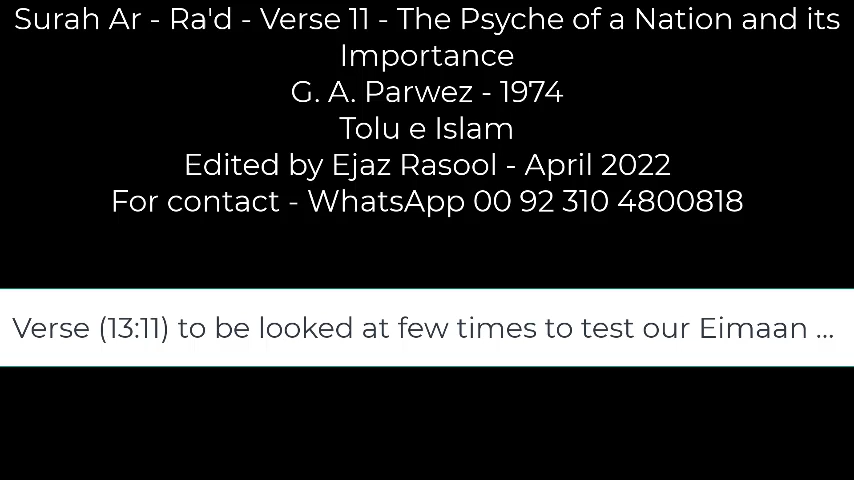 Surah Ar - Ra'd - Verse 11 - The Psyche of a Nation and its
Importance
G. A. Parwez - 1974
Tolu e Islam
Edited by Ejaz Rasool - April 2022
For contact - WhatsApp 00 92 310 4800818
Verse (13:11) to be looked at few times to test our Eimaan ...